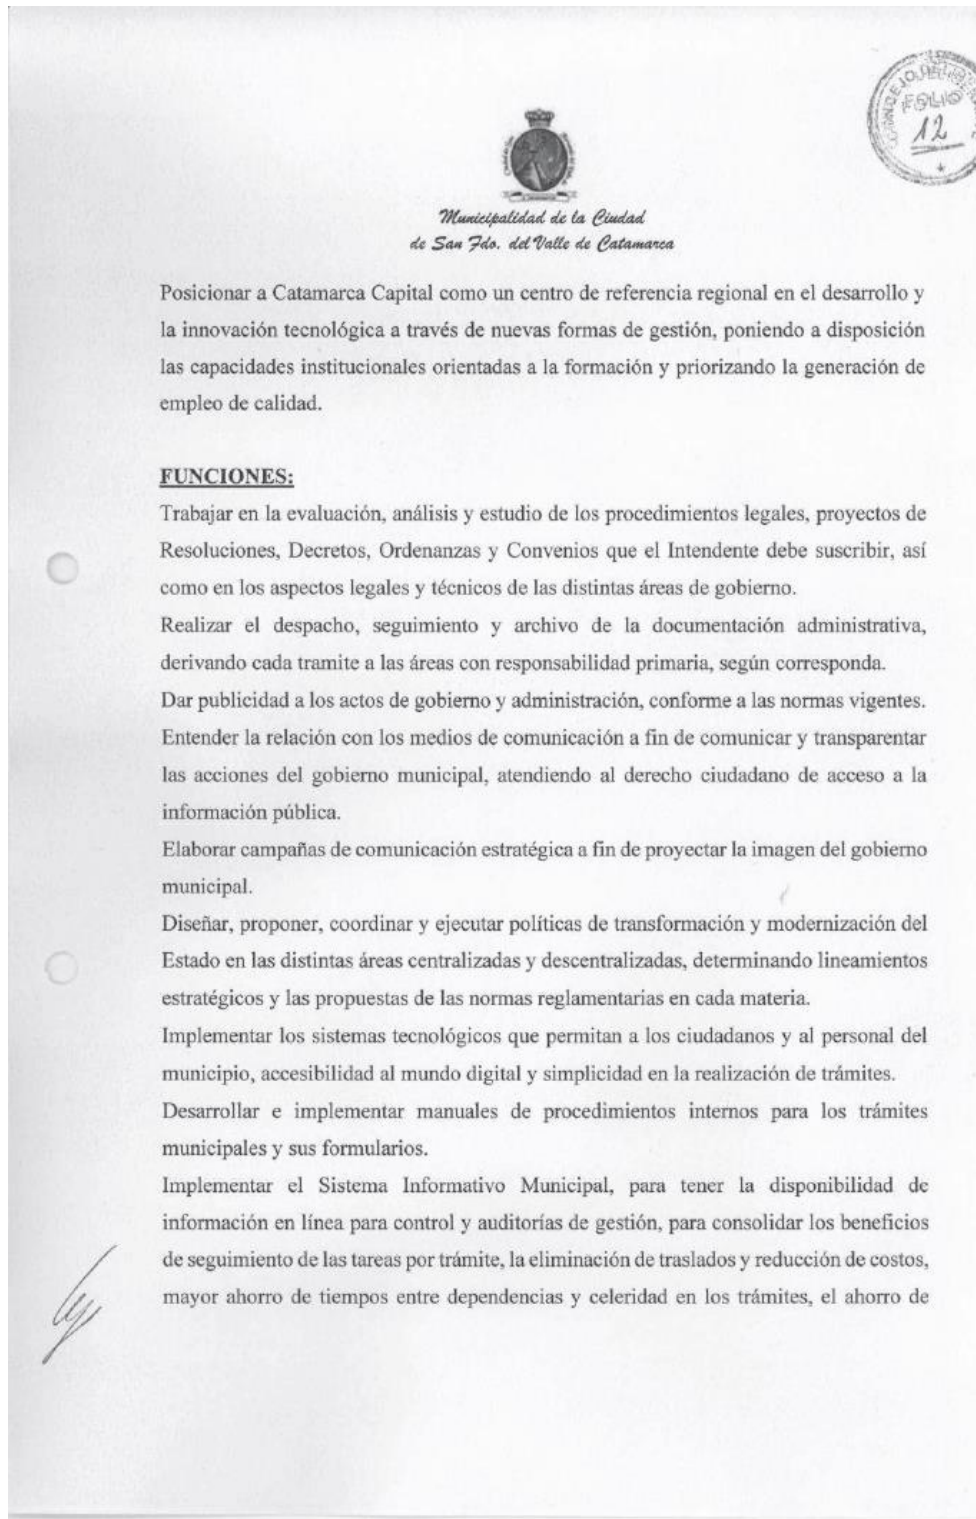 FOLIO
12
Municipalidad de la Ciudad
de San Fdo. del Valle de Catamarca
Posicionar a Catamarca Capital como un centro de referencia regional en el desarrollo y
la innovación tecnológica a través de nuevas formas de gestión, poniendo a disposición
las capacidades institucionales orientadas a la formación y priorizando la generación de
empleo de calidad.
FUNCIONES:
Trabajar en la evaluación, análisis y estudio de los procedimientos legales, proyectos de
Resoluciones, Decretos, Ordenanzas y Convenios que el Intendente debe suscribir, así
como en los aspectos legales y técnicos de las distintas áreas de gobierno.
Realizar el despacho, seguimiento y archivo de la documentación administrativa,
derivando cada tramite a las áreas con responsabilidad primaria, según corresponda.
Dar publicidad a los actos de gobierno y administración, conforme a las normas vigentes.
Entender la relación con los medios de comunicación a fin de comunicar y transparentar
las acciones del gobierno municipal, atendiendo al derecho ciudadano de acceso a la
información pública.
Elaborar campañas de comunicación estratégica a fin de proyectar la imagen del gobierno
municipal.
Diseñar, proponer, coordinar y ejecutar políticas de transformación y modernización del
Estado en las distintas áreas centralizadas y descentralizadas, determinando lineamientos
estratégicos y las propuestas de las normas reglamentarias en cada materia.
Implementar los sistemas tecnológicos que permitan a los ciudadanos y al personal del
municipio, accesibilidad al mundo digital y simplicidad en la realización de trámites.
Desarrollar e implementar manuales de procedimientos internos para los trámites
municipales y sus formularios.
Implementar el Sistema Informativo Municipal, para tener la disponibilidad de
información en línea para control y auditorías de gestión, para consolidar los beneficios
de seguimiento de las tareas por trámite, la eliminación de traslados y reducción de costos,
mayor ahorro de tiempos entre dependencias y celeridad en los trámites, el ahorro de